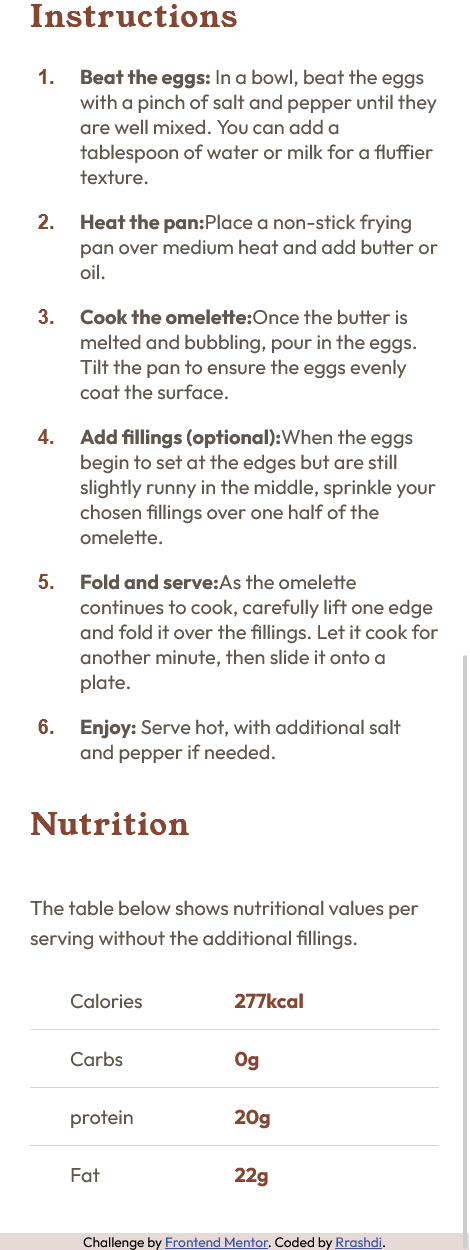 Instructions
1. Beat the eggs: In a bowl, beat the eggs
with a pinch of salt and pepper until they
are well mixed. You can add a
tablespoon of water or milk for a fluffier
texture.
2. Heat the pan:Place a non-stick frying
pan over medium heat and add butter or
oil.
3. Cook the omelette:Once the butter is
melted and bubbling, pour in the eggs.
Tilt the pan to ensure the eggs evenly
coat the surface.
4. Add fillings (optional):When the eggs
begin to set at the edges but are still
slightly runny in the middle, sprinkle your
chosen fillings over one half of the
omelette.
5. Fold and serve:As the omelette
continues to cook, carefully lift one edge
and fold it over the fillings. Let it cook for
another minute, then slide it onto a
plate.
6. Enjoy: Serve hot, with additional salt
and pepper if needed.
Nutrition
The table below shows nutritional values per
serving without the additional fillings.
Calories 277kcal
Carbs 0g
protein 20g
Fat 22g
Challenge by Frontend Mentor. Coded by Rrashdi.